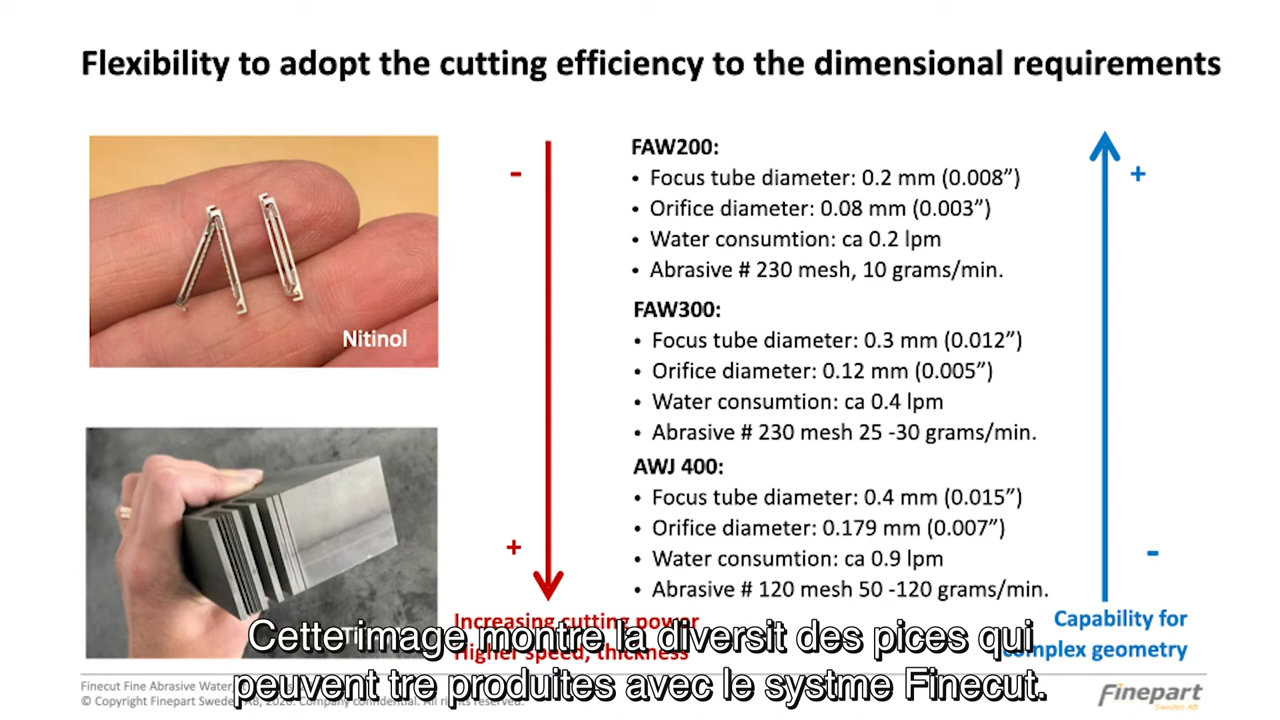 Flexibility to adopt the cutting efficiency to the dimensional requirements
Nitinol
-
+
Increasing cutting power
Higher speed, thickness
FAW200:
• Focus tube diameter: 0.2 mm (0.008”)
• Orifice diameter: 0.08 mm (0.003”)
• Water consumtion: ca 0.2 lpm
• Abrasive # 230 mesh, 10 grams/min.
FAW300:
• Focus tube diameter: 0.3 mm (0.012”)
• Orifice diameter: 0.12 mm (0.005”)
• Water consumtion: ca 0.4 lpm
• Abrasive # 230 mesh 25 -30 grams/min.
AWJ 400:
• Focus tube diameter: 0.4 mm (0.015”)
• Orifice diameter: 0.179 mm (0.007”)
• Water consumtion: ca 0.9 lpm
• Abrasive # 120 mesh 50 -120 grams/min.
+
-
Capability for
complex geometry
Cette image montre la diversit des pices qui
peuvent tre produites avec le systme Finecut.
Finecut Fine Abrasive Water
© Copyright Finepart Sweden AB, 2020. Company confidential. All rights reserved.
Finepart
Sweden AB